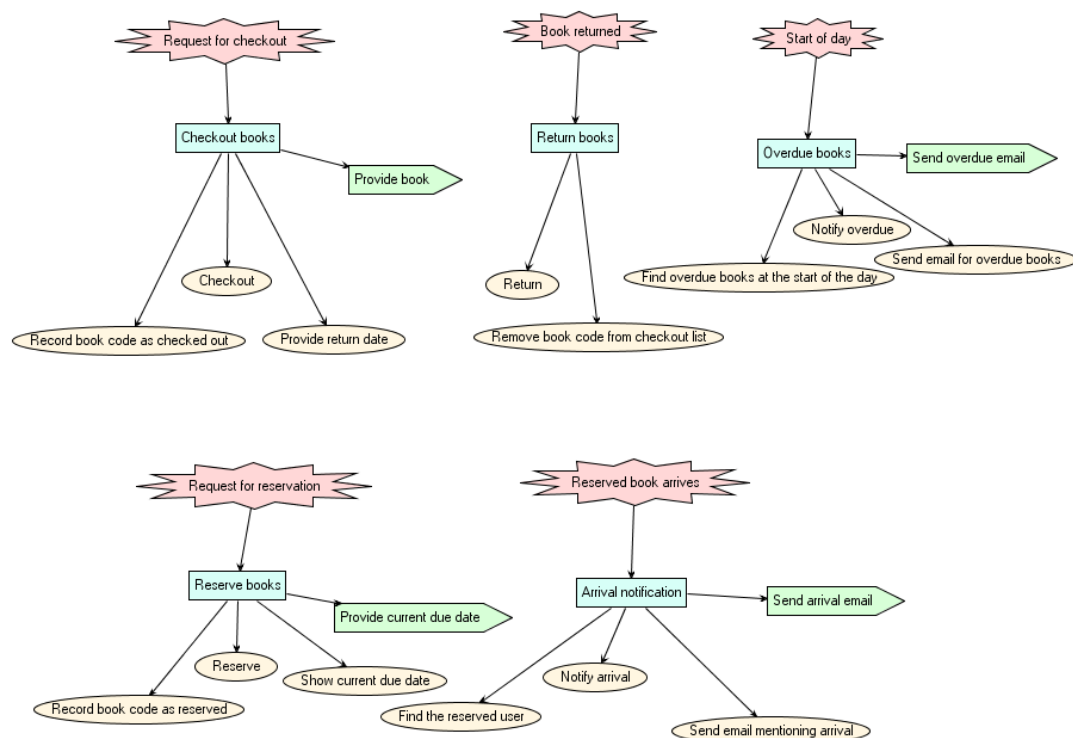 Request for checkout
Book returned
Start of day
Checkout books
Return books
Overdue books
Send overdue email
Provide book
Notify overdue
Send email for overdue books
Checkout
Return
Find overdue books at the start of the day
Record book code as checked out
Provide return date
Remove book code from checkout list
Request for reservation
Reserved book arrives
Reserve books
Arrival notification
Send arrival email
Provide current due date
Reserve
Show current due date
Notify arrival
Record book code as reserved
Find the reserved user
Send email mentioning arrival